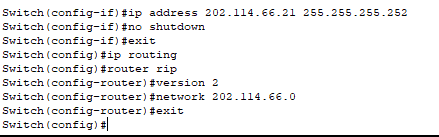 Switch(config-if)#ip address 202.114.66.21 255.255.255.252
Switch(config-if)#no shutdown
Switch(config-if)#exit
Switch(config)#ip routing
Switch(config)#router rip
Switch(config-router)#version 2
Switch(config-router)#network 202.114.66.0
Switch(config-router)#exit
Switch(config)#